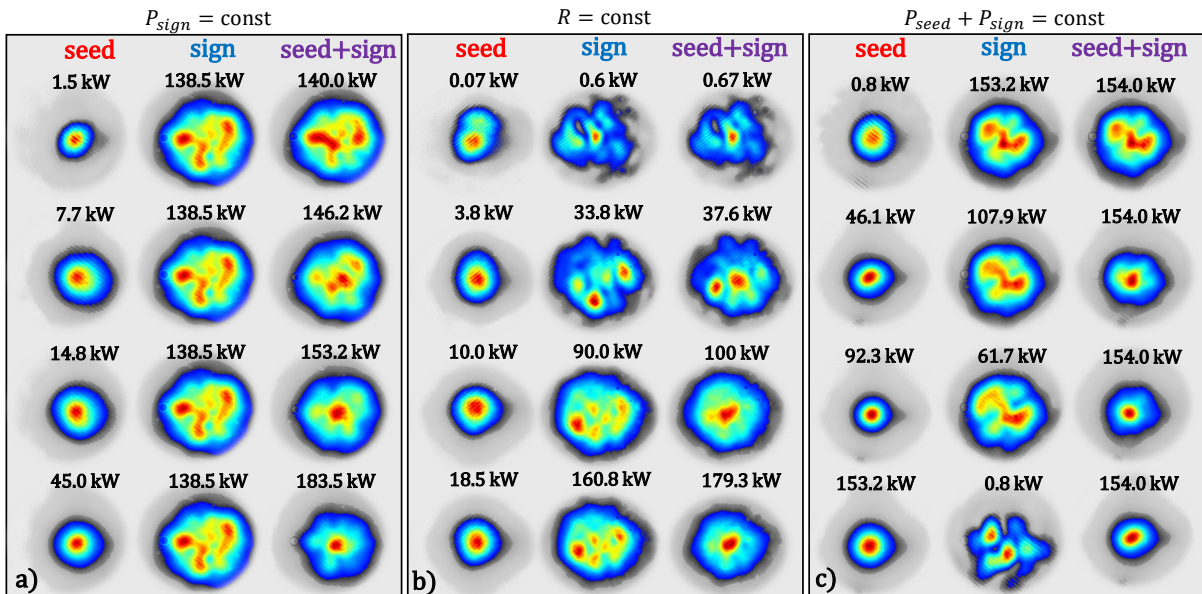 P_sign = const
R = const
P_seed + P_sign = const
seed sign seed+sign
1.5 kW 138.5 kW 140.0 kW
7.7 kW 138.5 kW 146.2 kW
14.8 kW 138.5 kW 153.2 kW
45.0 kW 138.5 kW 183.5 kW
a)
seed sign seed+sign
0.07 kW 0.6 kW 0.67 kW
3.8 kW 33.8 kW 37.6 kW
10.0 kW 90.0 kW 100 kW
18.5 kW 160.8 kW 179.3 kW
b)
seed sign seed+sign
0.8 kW 153.2 kW 154.0 kW
46.1 kW 107.9 kW 154.0 kW
92.3 kW 61.7 kW 154.0 kW
153.2 kW 0.8 kW 154.0 kW
c)